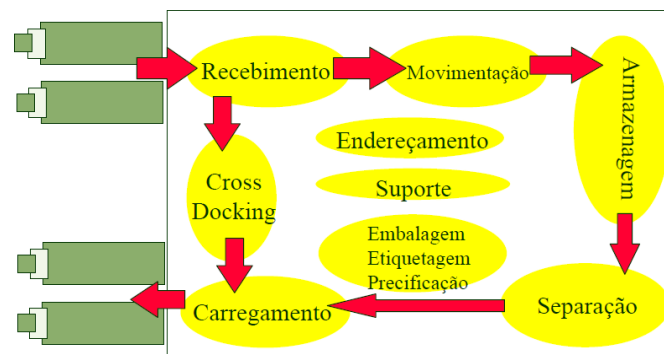 Recebimento
Movimentação
Armazenagem
Endereçamento
Cross
Docking
Suporte
Embalagem
Etiquetagem
Precificação
Carregamento
Separação